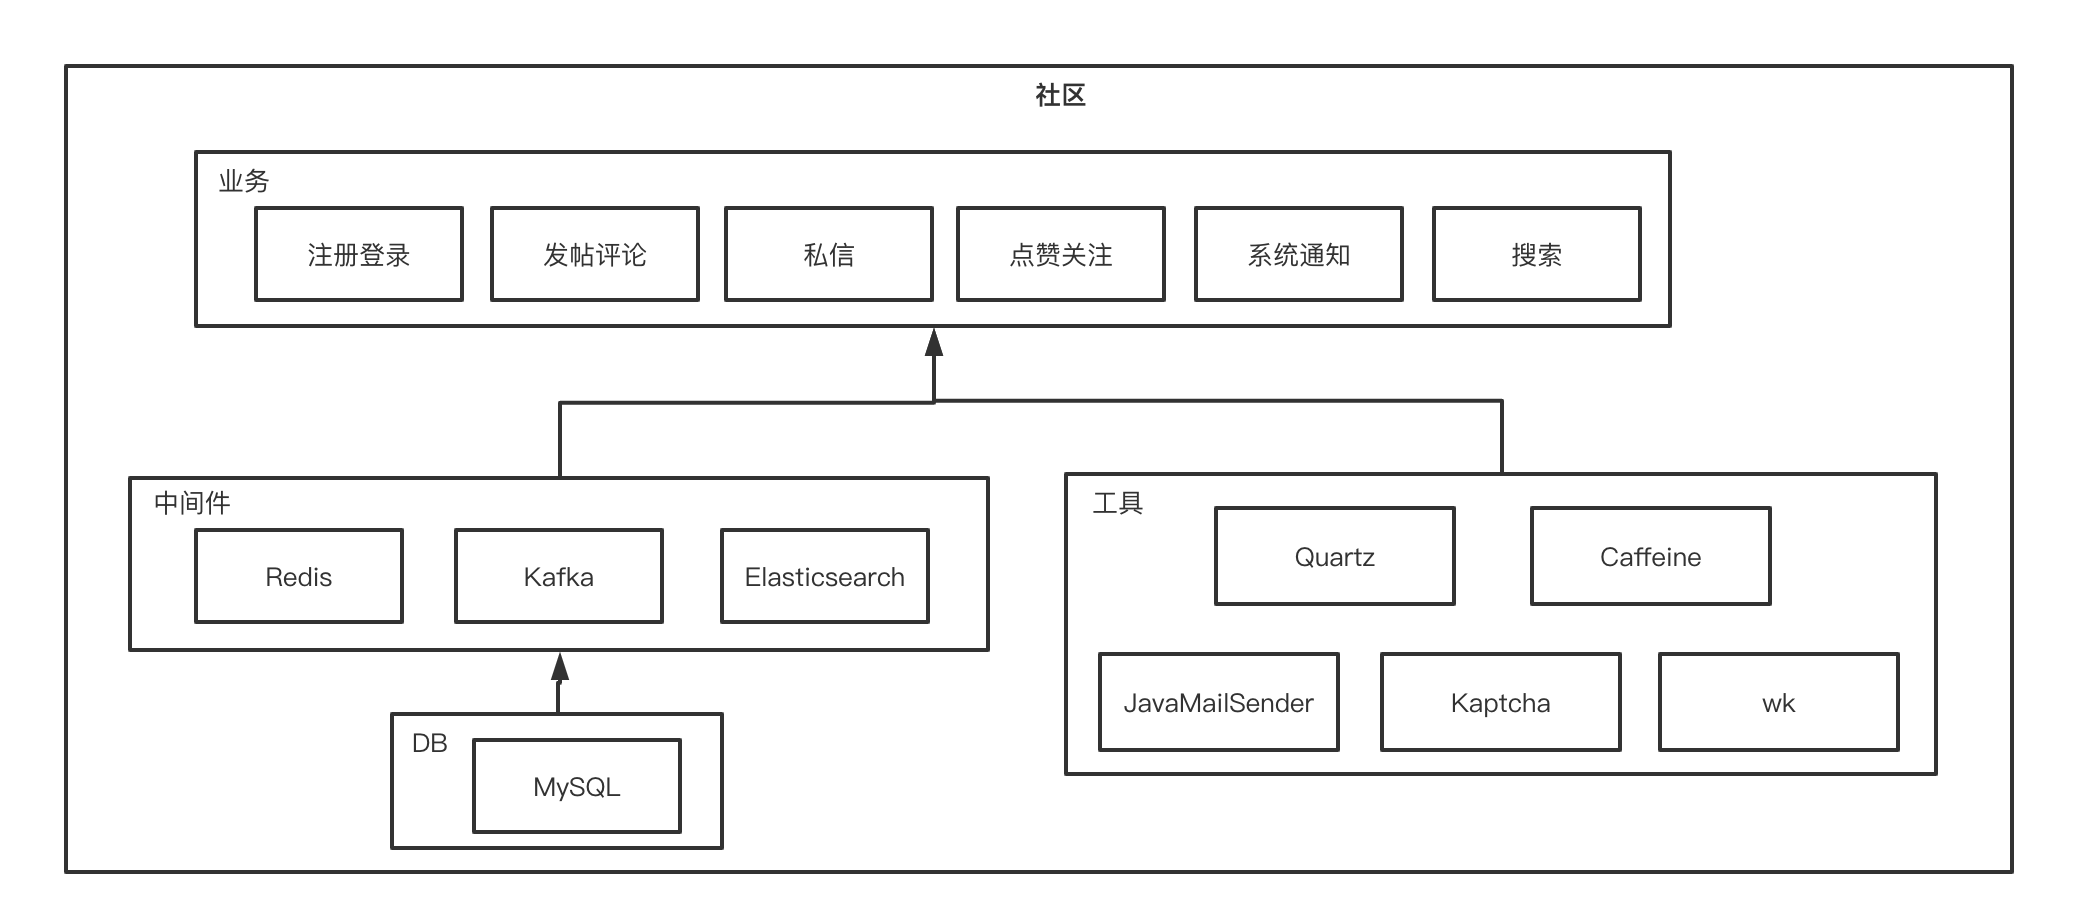 社区
业务
注册登录
发帖评论
私信
点赞关注
系统通知
搜索
中间件
Redis
Kafka
Elasticsearch
工具
Quartz
Caffeine
JavaMailSender
Kaptcha
wk
DB
MySQL